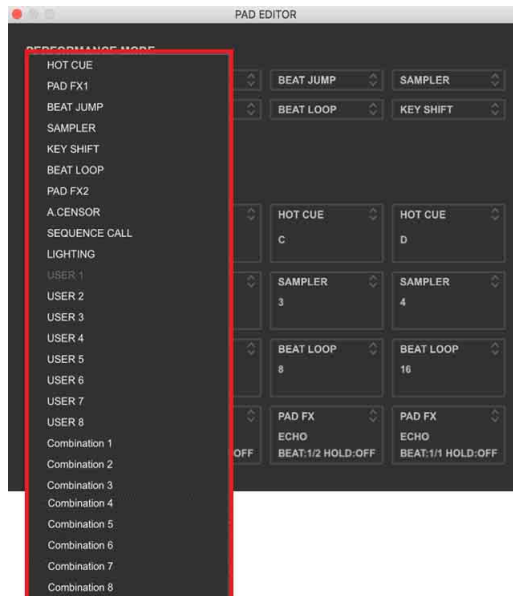 PAD EDITOR
PERFORMANCE MODE
HOT CUE
PAD FX1
BEAT JUMP
SAMPLER
KEY SHIFT
BEAT LOOP
PAD FX2
A.CENSOR
SEQUENCE CALL
LIGHTING
USER 1
USER 2
USER 3
USER 4
USER 5
USER 6
USER 7
USER 8
Combination 1
Combination 2
Combination 3
Combination 4
Combination 5
Combination 6
Combination 7
Combination 8
BEAT JUMP SAMPLER
BEAT LOOP KEY SHIFT
HOT CUE HOT CUE
C D
SAMPLER SAMPLER
3 4
BEAT LOOP BEAT LOOP
8 16
PAD FX PAD FX
ECHO ECHO
OFF BEAT:1/2 HOLD:OFF BEAT:1/1 HOLD:OFF